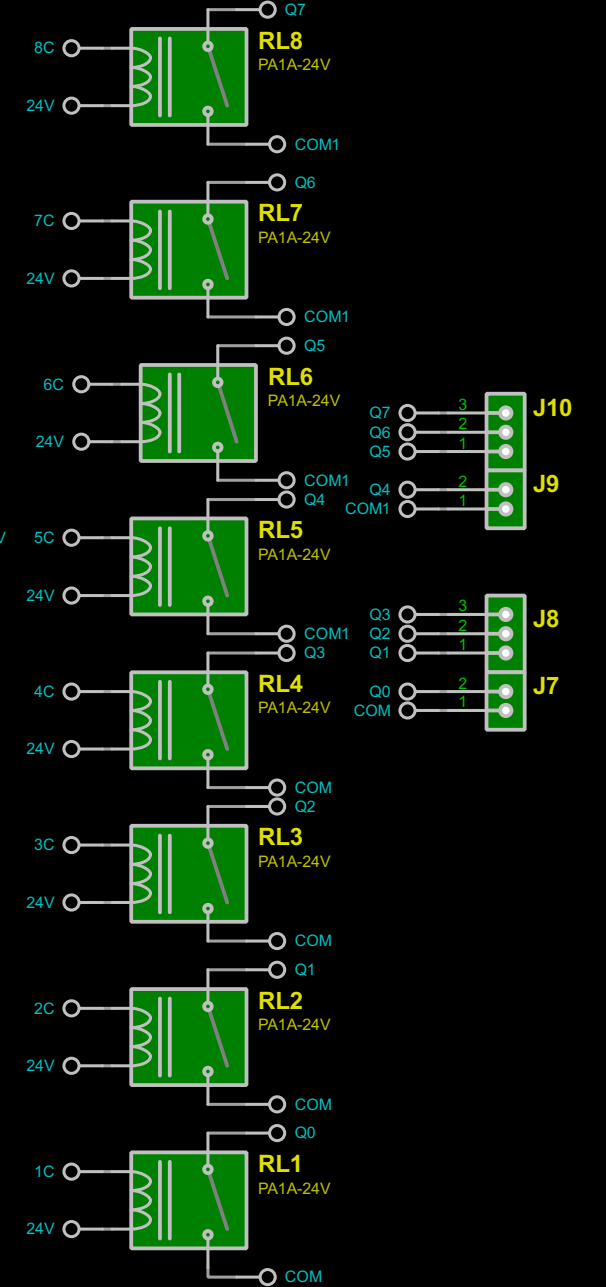 Q7
RL8
8C
PA1A-24V
24V
COM1
Q6
RL7
7C
PA1A-24V
24V
COM1
Q5
RL6
6C
PA1A-24V
24V
COM1
Q4
RL5
V 5C
PA1A-24V
24V
COM1
Q3
RL4
4C
PA1A-24V
24V
COM
Q2
RL3
3C
PA1A-24V
24V
COM
Q1
RL2
2C
PA1A-24V
24V
COM
Q0
RL1
1C
PA1A-24V
24V
COM
J10
Q7 3
Q6 2
Q5 1
J9
Q4 2
COM1 1
J8
Q3 3
Q2 2
Q1 1
J7
Q0 2
COM 1